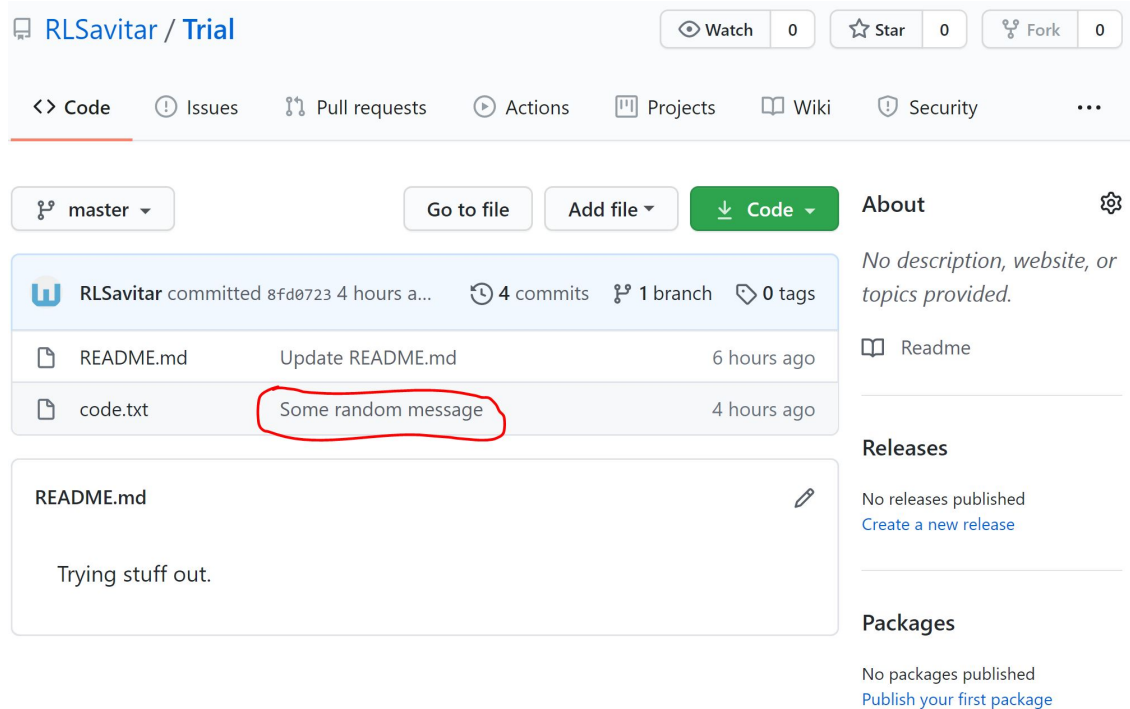 RLSavitar / Trial
Watch 0 Star 0 Fork 0
Code Issues Pull requests Actions Projects Wiki Security ...
master Go to file Add file Code
RLSavitar committed 8fd0723 4 hours a... 4 commits 1 branch 0 tags
README.md Update README.md 6 hours ago
code.txt Some random message 4 hours ago
README.md
Trying stuff out.
About
No description, website, or
topics provided.
Readme
Releases
No releases published
Create a new release
Packages
No packages published
Publish your first package